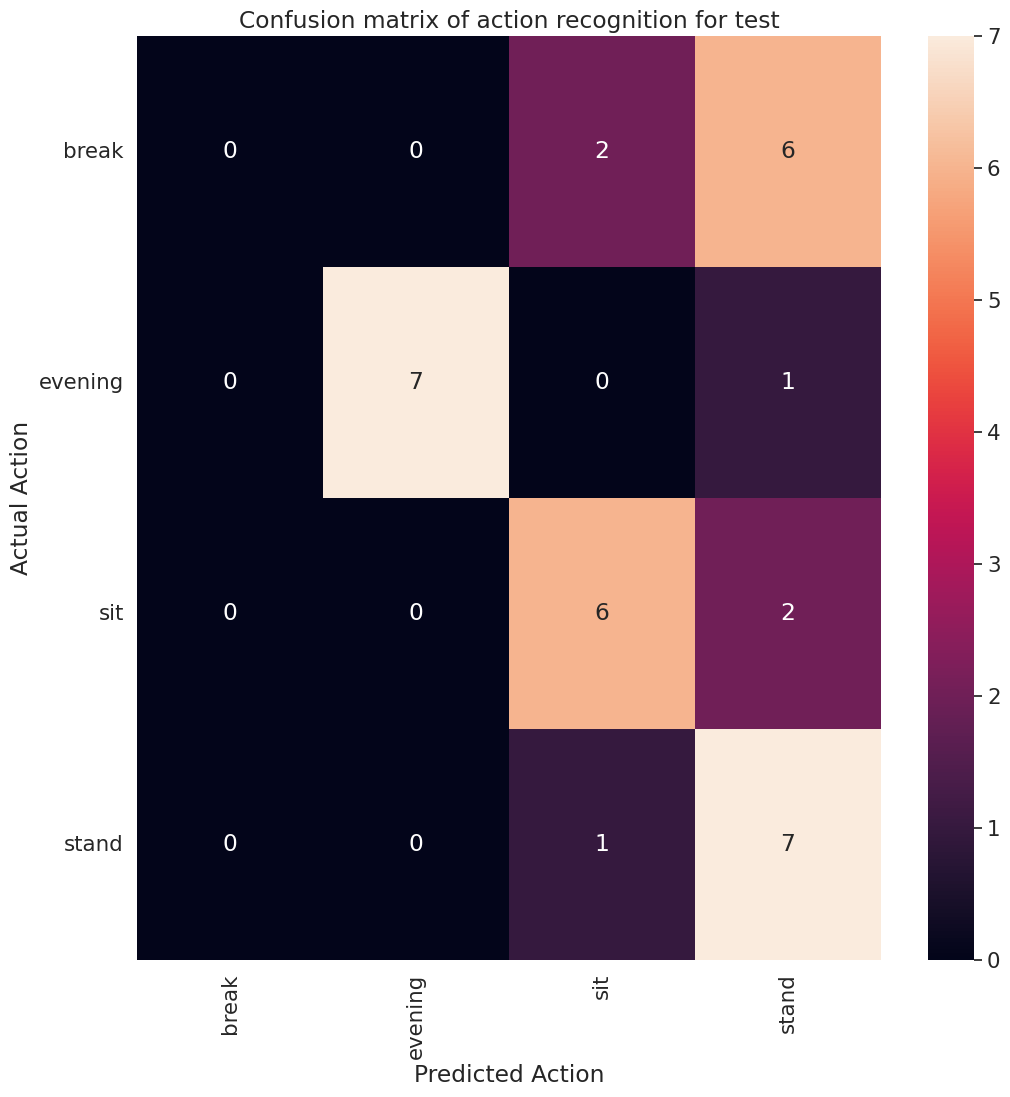 Confusion matrix of action recognition for test
break 0 0 2 6
evening 0 7 0 1
sit 0 0 6 2
stand 0 0 1 7
break evening sit stand
Predicted Action
Actual Action
7
6
5
4
3
2
1
0